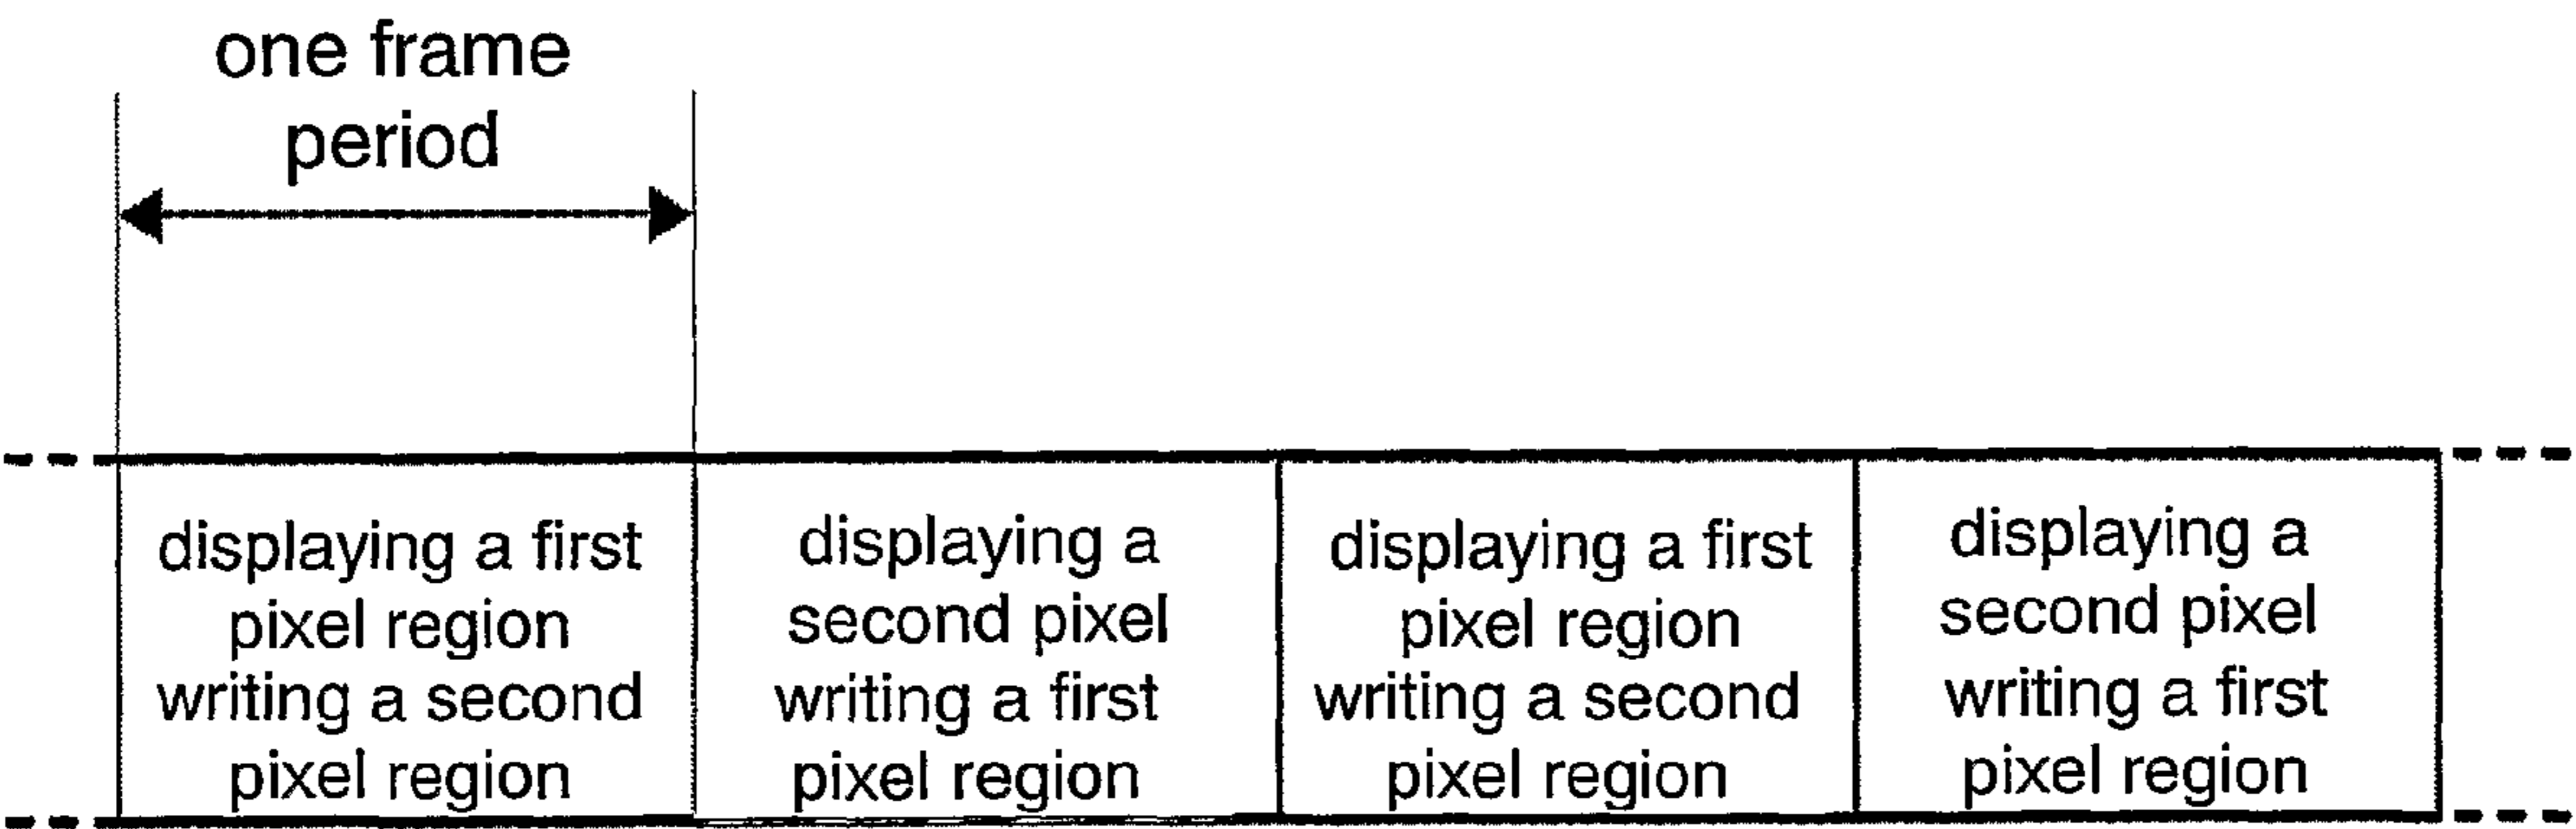 one frame
period
displaying a first
pixel region
writing a second
pixel region
displaying a
second pixel
writing a first
pixel region
displaying a first
pixel region
writing a second
pixel region
displaying a
second pixel
writing a first
pixel region